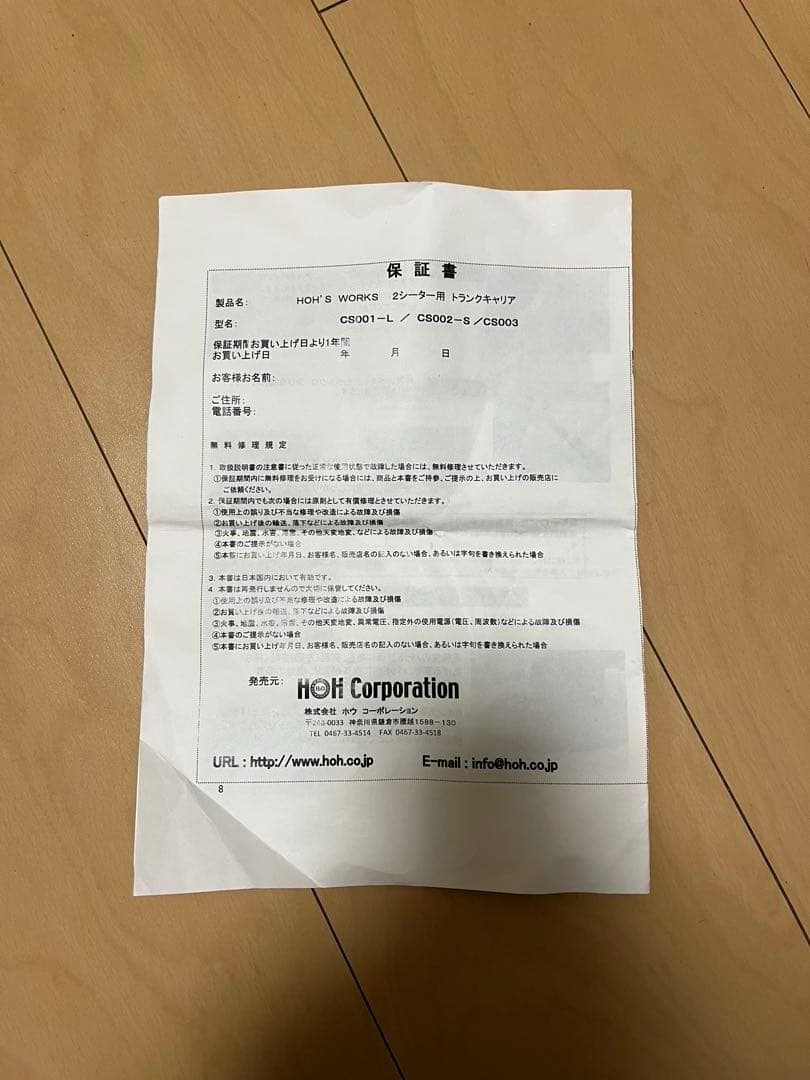 保証書
製品名: HOH'S WORKS 2シーター用 トランクキャリア
型名: CS001-L / CS002-S /CS003
保証期間お買い上げ日より1年間
お買い上げ日 年 月 日
お客様お名前:
ご住所:
電話番号:
無料修理規定
1. 取扱説明書の注意書に従った正常な使用状態で故障した場合には、無料修理させていただきます。
①保証期間内に無料修理をお受けになる場合には、商品と本書をご持参、ご提示の上、お買い上げの販売店に
ご依頼ください。
2. 保証期間内でも次の場合には原則として有償修理とさせていただきます。
①使用上の誤り及び不当な修理や改造による故障及び損傷
②お買い上げ後の輸送、落下などによる故障及び損傷
③火事、地震、水害、落雷、その他天変地変、などによる故障及び損傷
④本書のご提示がない場合
⑤本書にお買い上げ年月日、お客様名、販売店名の記入のない場合、あるいは字句を書き換えられた場合
3. 本書は日本国内において有効です。
4. 本書は再発行しませんので大切に保管してください。
①使用上の誤り及び不当な修理や改造による故障及び損傷
②お買い上げ後の輸送、落下などによる故障及び損傷
③火事、地震、水害、落雷、その他天変地変、異常電圧、指定外の使用電源(電圧、周波数)などによる故障及び損傷
④本書のご提示がない場合
⑤本書にお買い上げ年月日、お客様名、販売店名の記入のない場合、あるいは字句を書き換えられた場合
発売元: HOH Corporation
株式会社 ホウ コーポレーション
〒248-0033 神奈川県鎌倉市腰越1588-130
TEL 0467-33-4514 FAX 0467-33-4518
URL : http://www.hoh.co.jp E-mail : info@hoh.co.jp
8